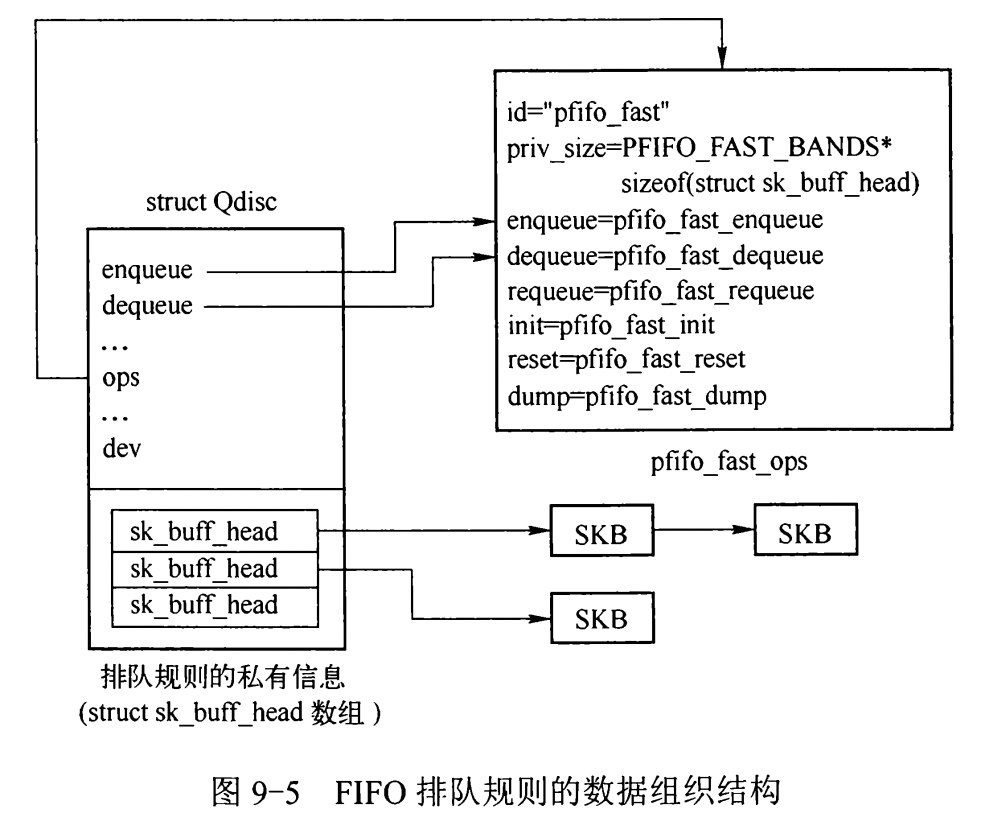 id="pfifo_fast"
priv_size=PFIFO_FAST_BANDS*
sizeof(struct sk_buff_head)
enqueue=pfifo_fast_enqueue
dequeue=pfifo_fast_dequeue
requeue=pfifo_fast_requeue
init=pfifo_fast_init
reset=pfifo_fast_reset
dump=pfifo_fast_dump
pfifo_fast_ops
struct Qdisc
enqueue
dequeue
…
ops
…
dev
sk_buff_head
sk_buff_head
sk_buff_head
SKB
SKB
SKB
排队规则的私有信息
(struct sk_buff_head 数组 )
图 9-5 FIFO 排队规则的数据组织结构